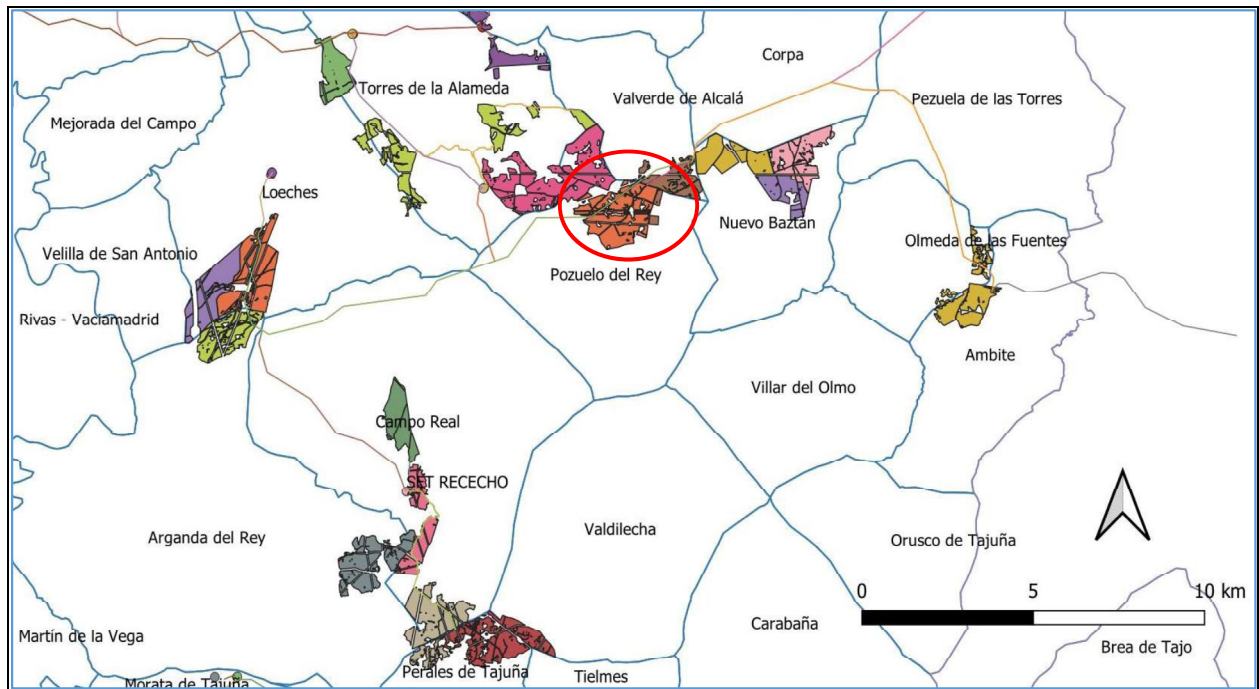 Corpa
Torres de la Alameda
Valverde de Alcalá
Pezuela de las Torres
Mejorada del Campo
Loeches
Nuevo Baztán
Olmeda de las Fuentes
Velilla de San Antonio
Pozuelo del Rey
Rivas - Vaciamadrid
Ambite
Villar del Olmo
Campo Real
SET RECECHO
Valdilecha
Arganda del Rey
Orusco de Tajuña
0 5 10 km
Carabaña
Martín de la Vega
Brea de Tajo
Perales de Tajuña
Tielmes
Morata de Tajuña